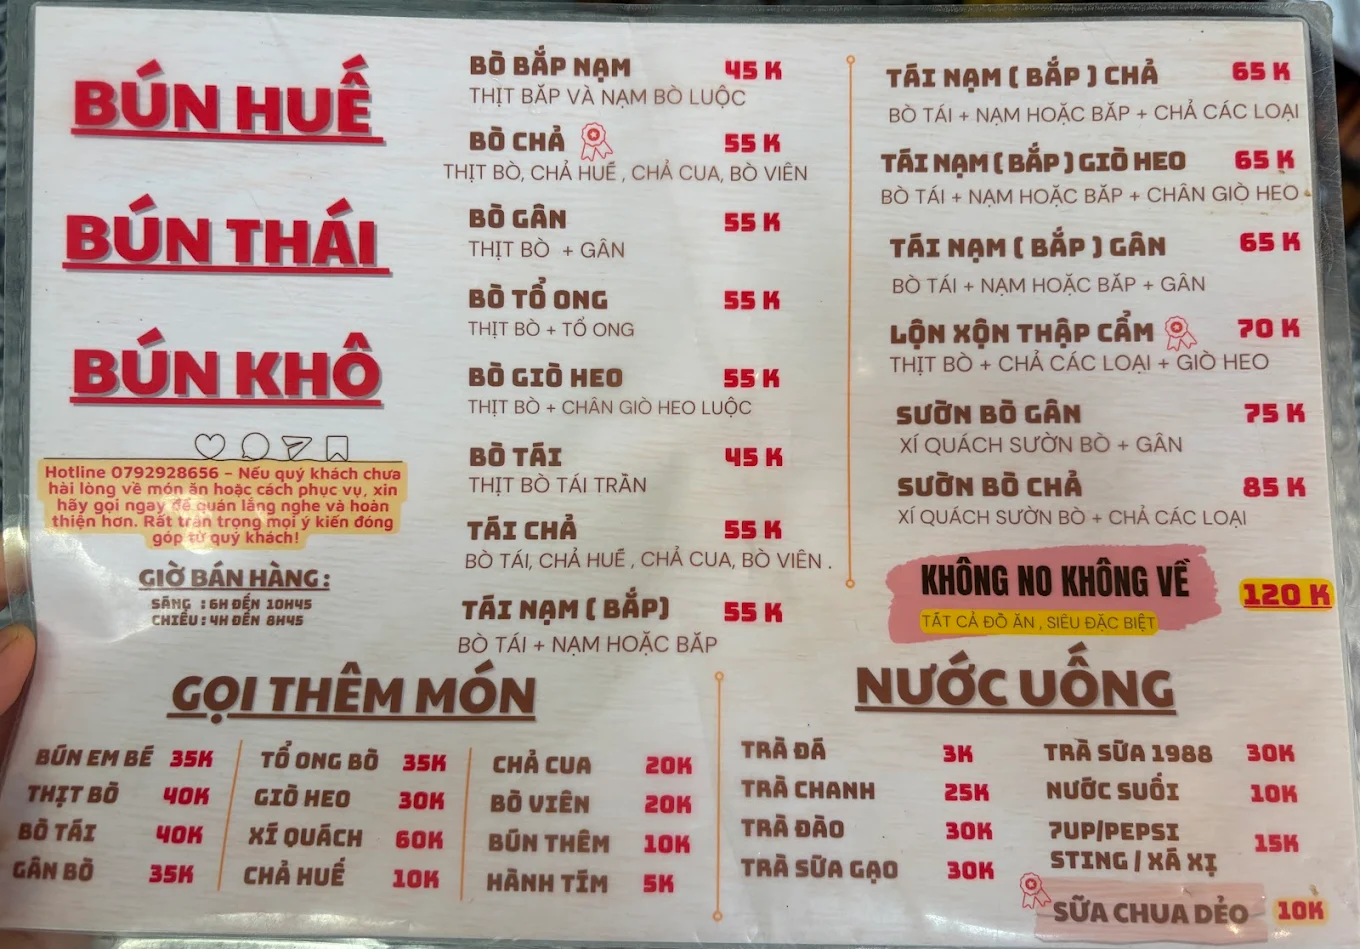 BÚN HUẾ
BÚN THÁI
BÚN KHÔ
Hotline 0792928656 - Nếu quý khách chưa
hài lòng về món ăn hoặc cách phục vụ, xin
hãy gọi ngay để quán lắng nghe và hoàn
thiện hơn. Rất trân trọng mọi ý kiến đóng
góp từ quý khách!
GIỜ BÁN HÀNG:
SÁNG : 6H ĐẾN 10H45
CHIỀU : 4H ĐẾN 8H45
BÒ BẮP NẠM 45 K
THỊT BẮP VÀ NẠM BÒ LUỘC
BÒ CHẢ 55 K
THỊT BÒ, CHẢ HUẾ , CHẢ CUA, BÒ VIÊN
BÒ GÂN 55 K
THỊT BÒ + GÂN
BÒ TỔ ONG 55 K
THỊT BÒ + TỔ ONG
BÒ GIÒ HEO 55 K
THỊT BÒ + CHÂN GIÒ HEO LUỘC
BÒ TÁI 45 K
THỊT BÒ TÁI TRẦN
TÁI CHẢ 55 K
BÒ TÁI, CHẢ HUẾ , CHẢ CUA, BÒ VIÊN .
TÁI NẠM ( BẮP) 55 K
BÒ TÁI + NẠM HOẶC BẮP
TÁI NẠM ( BẮP ) CHẢ 65 K
BÒ TÁI + NẠM HOẶC BẮP + CHẢ CÁC LOẠI
TÁI NẠM ( BẮP ) GIÒ HEO 65 K
BÒ TÁI + NẠM HOẶC BẮP + CHÂN GIÒ HEO
TÁI NẠM ( BẮP ) GÂN 65 K
BÒ TÁI + NẠM HOẶC BẮP + GÂN
LỘN XỘN THẬP CẨM 70 K
THỊT BÒ + CHẢ CÁC LOẠI + GIÒ HEO
SƯỜN BÒ GÂN 75 K
XÍ QUÁCH SƯỜN BÒ + GÂN
SƯỜN BÒ CHẢ 85 K
XÍ QUÁCH SƯỜN BÒ + CHẢ CÁC LOẠI
KHÔNG NO KHÔNG VỀ 120 K
TẤT CẢ ĐỒ ĂN , SIÊU ĐẶC BIỆT
GỌI THÊM MÓN
BÚN EM BÉ 35K
THỊT BÒ 40K
BÒ TÁI 40K
GÂN BÒ 35K
TỔ ONG BÒ 35K
GIÒ HEO 30K
XÍ QUÁCH 60K
CHẢ HUẾ 10K
CHẢ CUA 20K
BÒ VIÊN 20K
BÚN THÊM 10K
HÀNH TÍM 5K
NƯỚC UỐNG
TRÀ ĐÁ 3K
TRÀ CHANH 25K
TRÀ ĐÀO 30K
TRÀ SỮA GẠO 30K
TRÀ SỮA 1988 30K
NƯỚC SUỐI 10K
7UP/PEPSI
STING / XÁ XỊ 15K
SỮA CHUA DẺO 10K